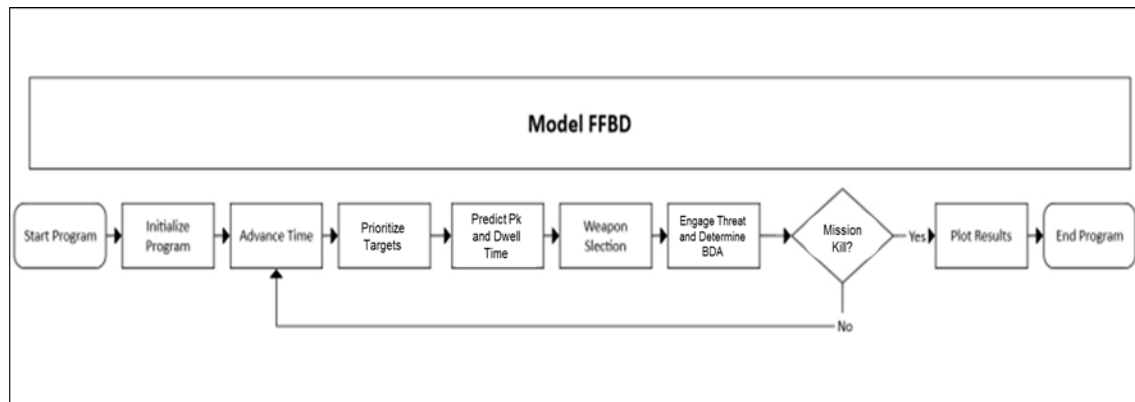 Model FFBD
Start Program
Initialize
Program
Advance Time
Prioritize
Targets
Predict Pk
and Dwell
Time
Weapon
Slection
Engage Threat
and Determine
BDA
Mission
Kill?
Yes
Plot Results
End Program
No